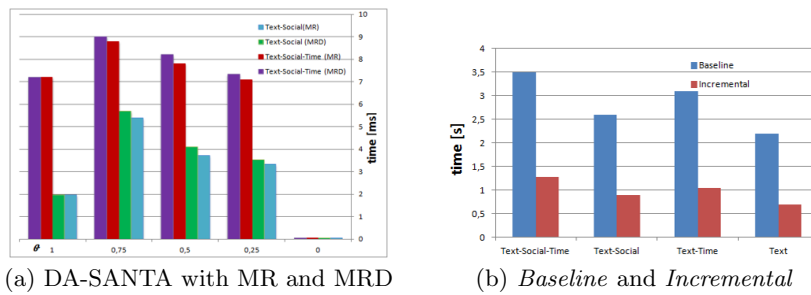 10
9
8
7
6
5
4
3
2
1
0
time [ms]
Text-Social(MR)
Text-Social (MRD)
Text-Social-Time (MR)
Text-Social-Time (MRD)
θ 1 0,75 0,5 0,25 0
(a) DA-SANTA with MR and MRD
4
3,5
3
2,5
2
1,5
1
0,5
0
time [s]
Baseline
Incremental
Text-Social-Time Text-Social Text-Time Text
(b) Baseline and Incremental